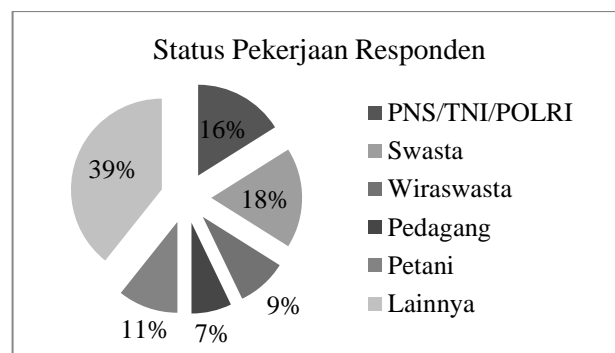 Status Pekerjaan Responden
16%
18%
9%
7%
11%
39%
PNS/TNI/POLRI
Swasta
Wiraswasta
Pedagang
Petani
Lainnya